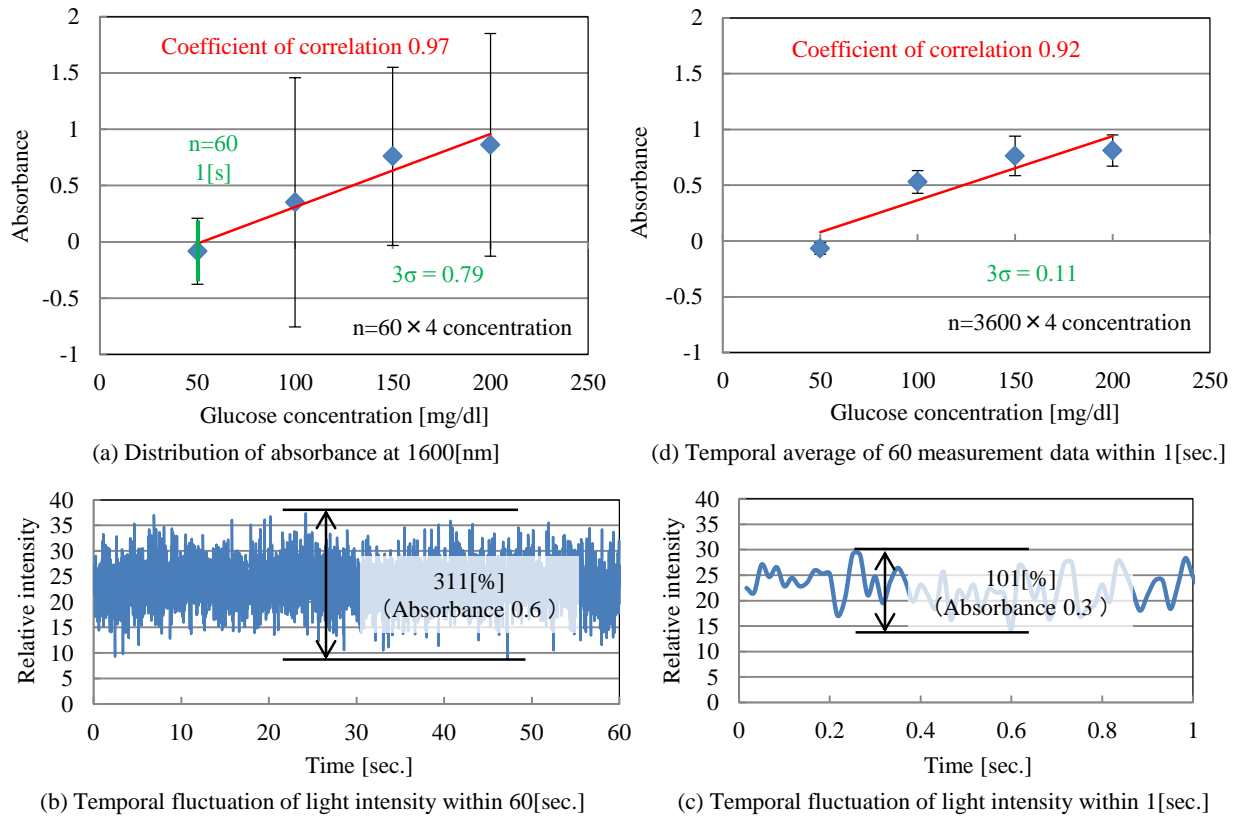 2
1.5
1
0.5
0
-0.5
-1
Absorbance
Coefficient of correlation 0.97
n=60
1[s]
3σ = 0.79
n=60×4 concentration
0 50 100 150 200 250
Glucose concentration [mg/dl]
(a) Distribution of absorbance at 1600[nm]
2
1.5
1
0.5
0
-0.5
-1
Absorbance
Coefficient of correlation 0.92
3σ = 0.11
n=3600×4 concentration
0 50 100 150 200 250
Glucose concentration [mg/dl]
(d) Temporal average of 60 measurement data within 1[sec.]
40
35
30
25
20
15
10
5
0
Relative intensity
311[%]
(Absorbance 0.6 )
0 10 20 30 40 50 60
Time [sec.]
(b) Temporal fluctuation of light intensity within 60[sec.]
40
35
30
25
20
15
10
5
0
Relative intensity
101[%]
(Absorbance 0.3 )
0 0.2 0.4 0.6 0.8 1
Time [sec.]
(c) Temporal fluctuation of light intensity within 1[sec.]